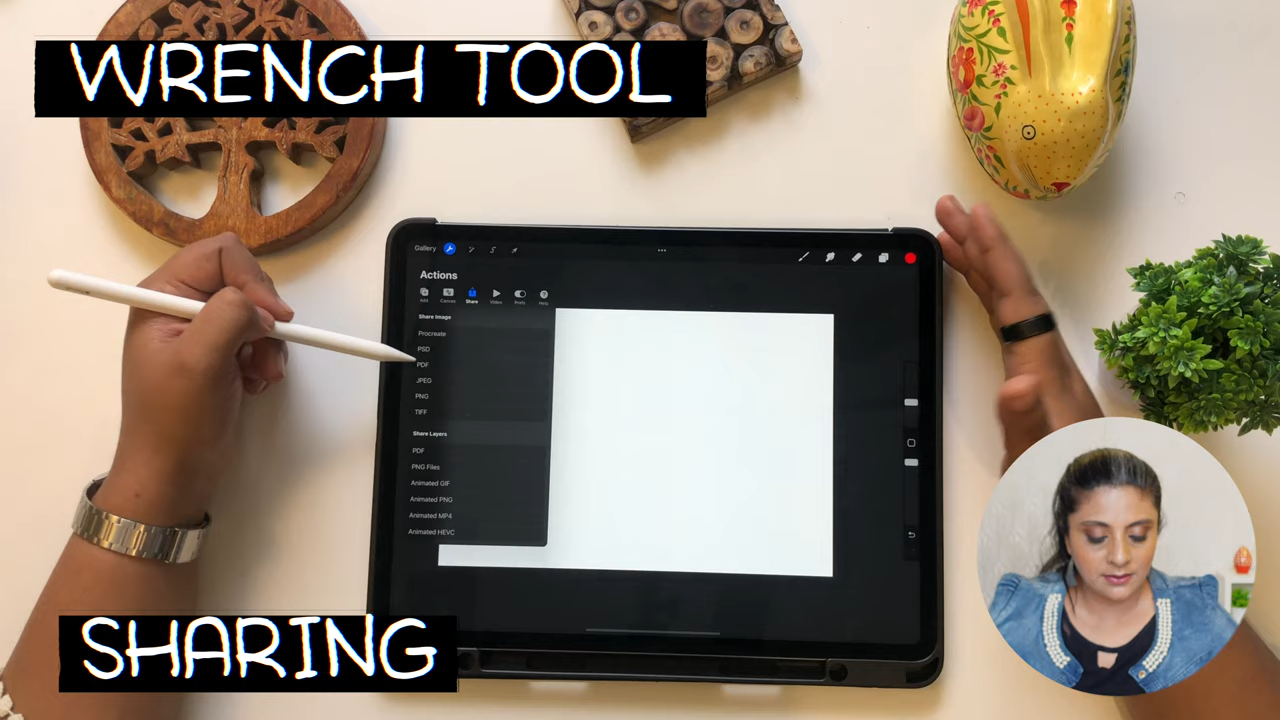 WRENCH TOOL
Gallery
Actions
Add Canvas Share Video Prefs Help
Share Image
Procreate
PSD
PDF
JPEG
PNG
TIFF
Share Layers
PDF
PNG Files
Animated GIF
Animated PNG
Animated MP4
Animated HEVC
SHARING